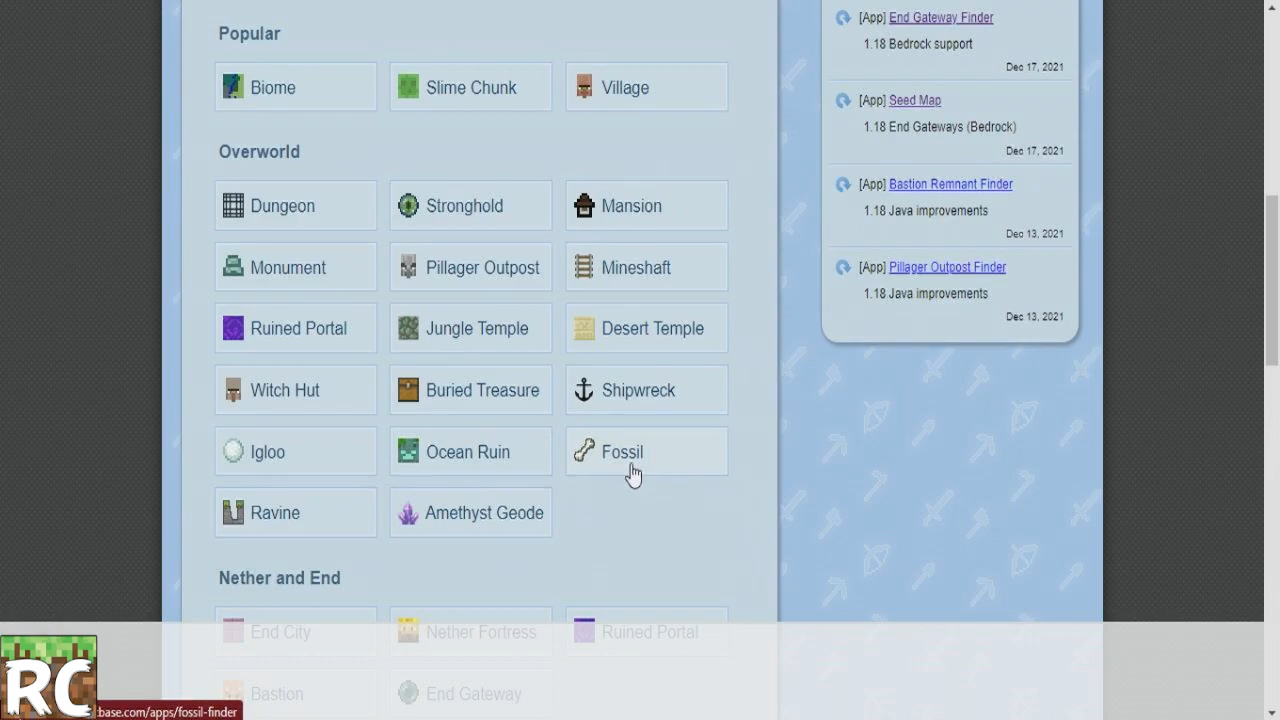 Popular
Biome
Slime Chunk
Village
Overworld
Dungeon
Stronghold
Mansion
Monument
Pillager Outpost
Mineshaft
Ruined Portal
Jungle Temple
Desert Temple
Witch Hut
Buried Treasure
Shipwreck
Igloo
Ocean Ruin
Fossil
Ravine
Amethyst Geode
Nether and End
End City
Nether Fortress
Ruined Portal
Bastion
End Gateway
[App] End Gateway Finder
1.18 Bedrock support
Dec 17, 2021
[App] Seed Map
1.18 End Gateways (Bedrock)
Dec 17, 2021
[App] Bastion Remnant Finder
1.18 Java improvements
Dec 13, 2021
[App] Pillager Outpost Finder
1.18 Java improvements
Dec 13, 2021
RC
base.com/apps/fossil-finder